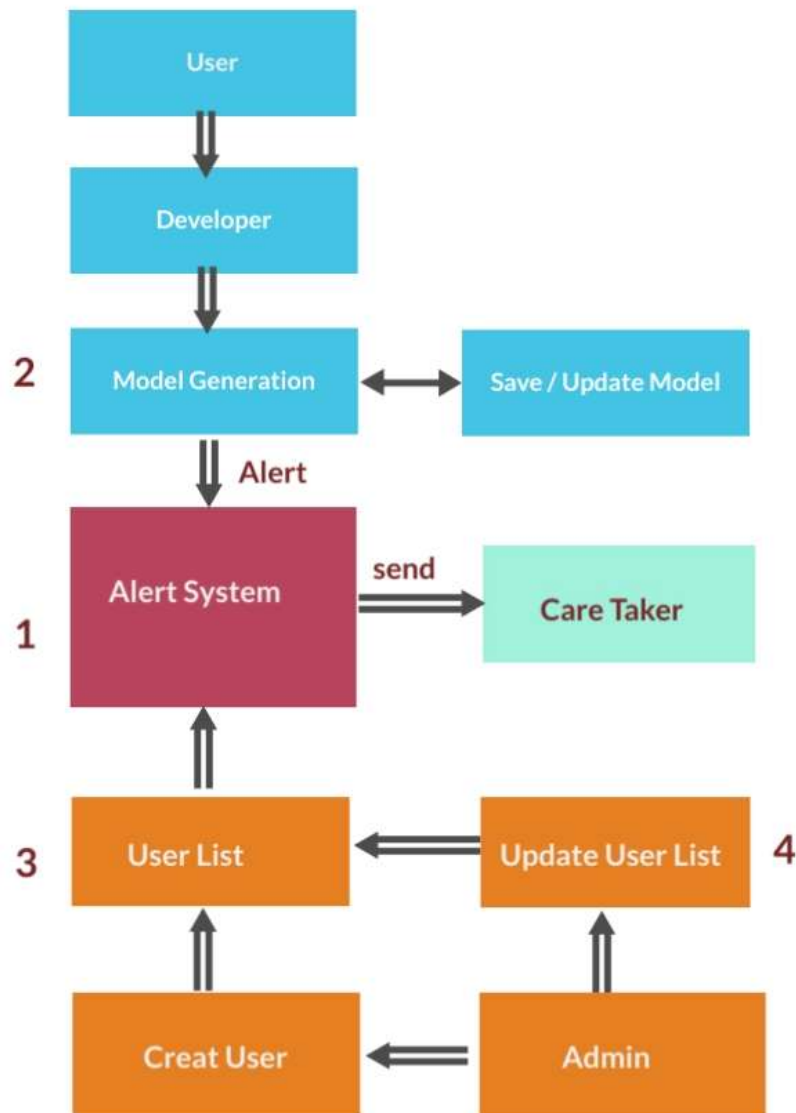 User
Developer
2
Model Generation
Save / Update Model
Alert
Alert System
send
Care Taker
1
3
User List
Update User List
4
Creat User
Admin